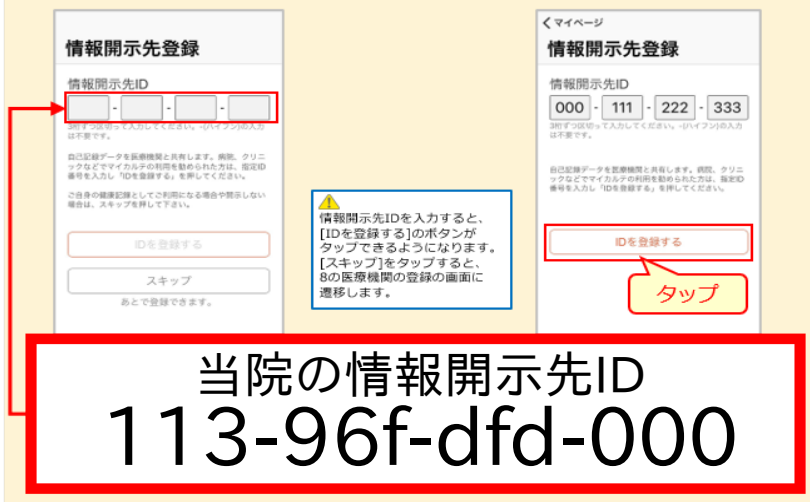 情報開示先登録
情報開示先ID
- - -
3桁ずつ区切って入力してください。-(ハイフン)の入力
は不要です。
自己記録データを医療機関と共有します。病院、クリニ
ックなどでマイカルテの利用を勧められた方は、指定ID
番号を入力し「IDを登録する」を押してください。
ご自身の健康記録としてご利用になる場合や開示しない
場合は、スキップを押して下さい。
IDを登録する
スキップ
あとで登録できます。
情報開示先IDを入力すると、
[IDを登録する]のボタンが
タップできるようになります。
[スキップ]をタップすると、
8の医療機関の登録の画面に
遷移します。
マイページ
情報開示先登録
情報開示先ID
000 - 111 - 222 - 333
3桁ずつ区切って入力してください。-(ハイフン)の入力
は不要です。
自己記録データを医療機関と共有します。病院、クリニ
ックなどでマイカルテの利用を勧められた方は、指定ID
番号を入力し「IDを登録する」を押してください。
IDを登録する
タップ
当院の情報開示先ID
113-96f-dfd-000